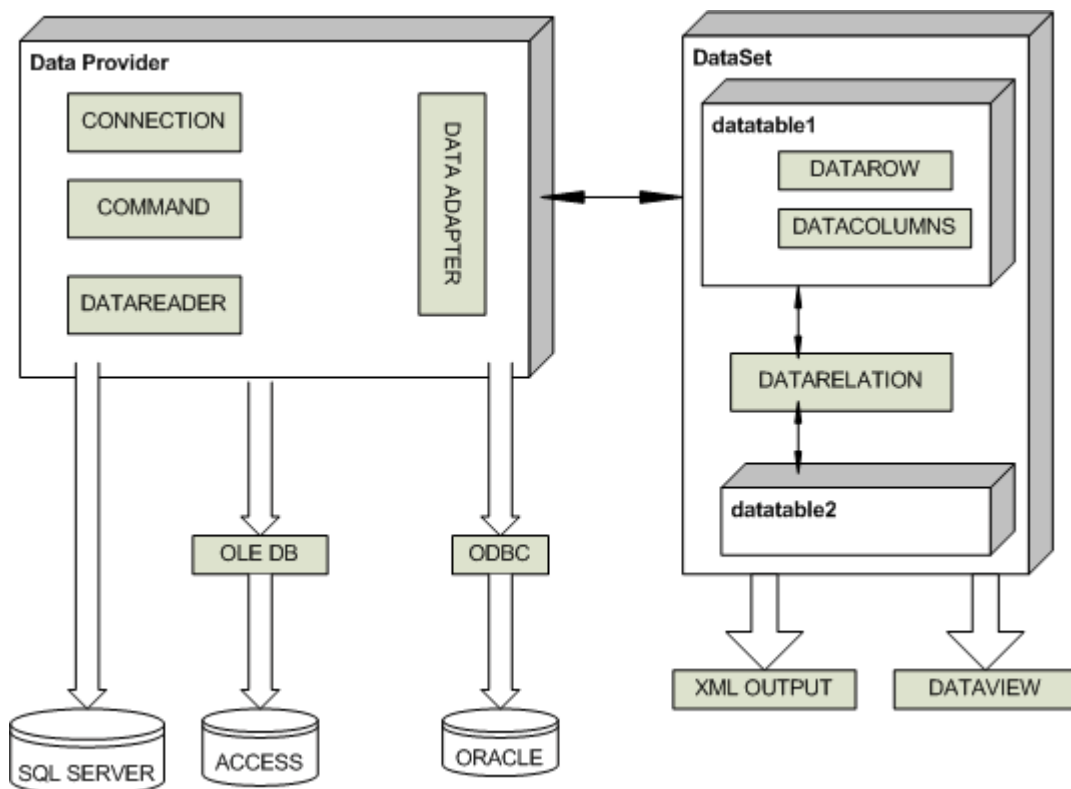 Data Provider
CONNECTION
COMMAND
DATAREADER
DATA ADAPTER
DataSet
datatable1
DATAROW
DATACOLUMNS
DATARELATION
datatable2
OLE DB
ODBC
XML OUTPUT
DATAVIEW
SQL SERVER
ACCESS
ORACLE